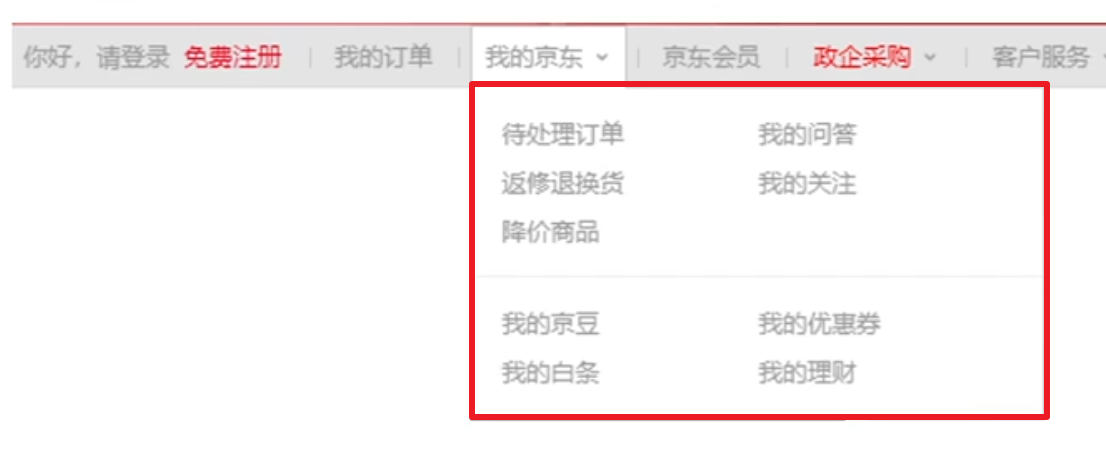 你好，请登录 免费注册 我的订单 我的京东 京东会员 政企采购 客户服务
待处理订单 我的问答
返修退换货 我的关注
降价商品
我的京豆 我的优惠券
我的白条 我的理财